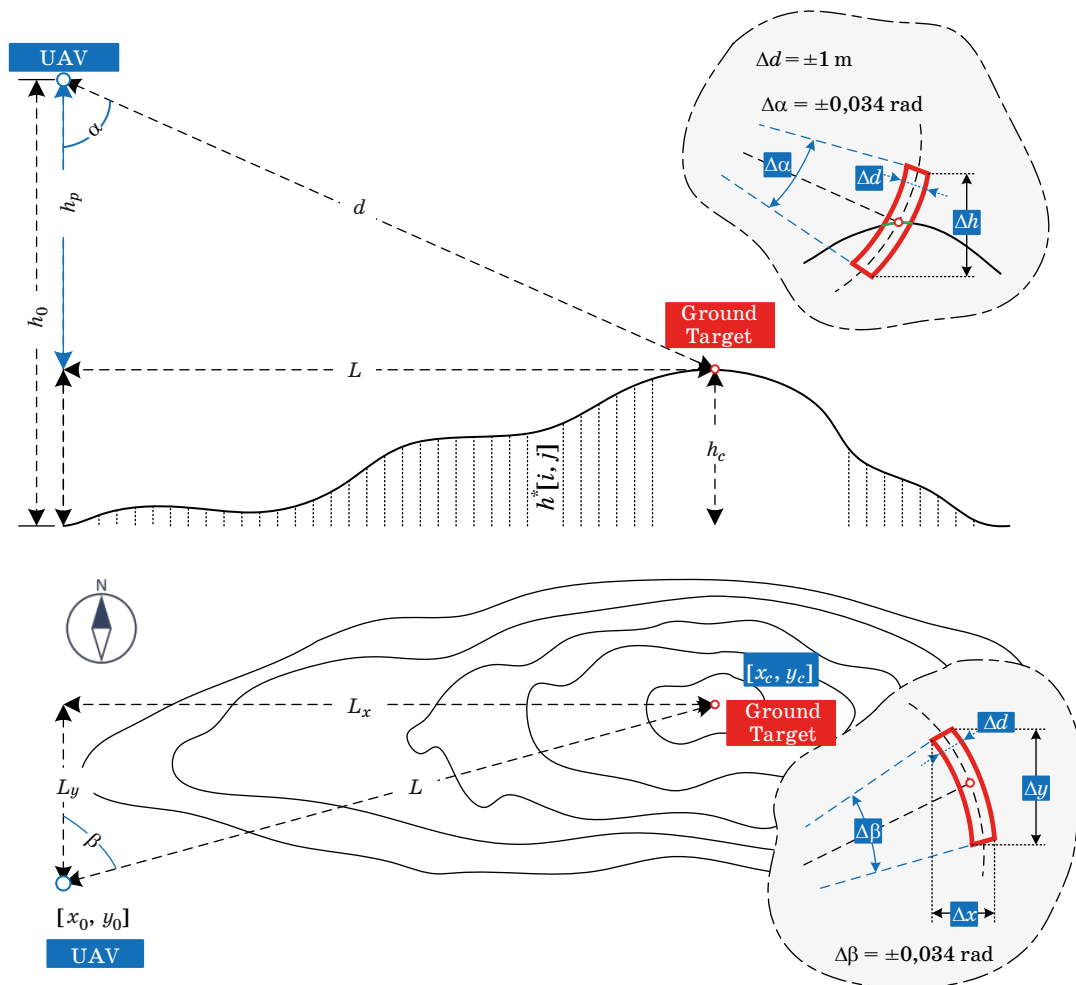 UAV
Δd = ±1 m
Δα = ±0,034 rad
α
Δα
Δd
h_p
d
Δh
h_0
Ground
Target
L
h_c
h*[i, j]
N
[x_c, y_c]
L_x
Ground
Target
Δd
L_y
L
Δy
β
Δβ
[x_0, y_0]
Δx
UAV
Δβ = ±0,034 rad